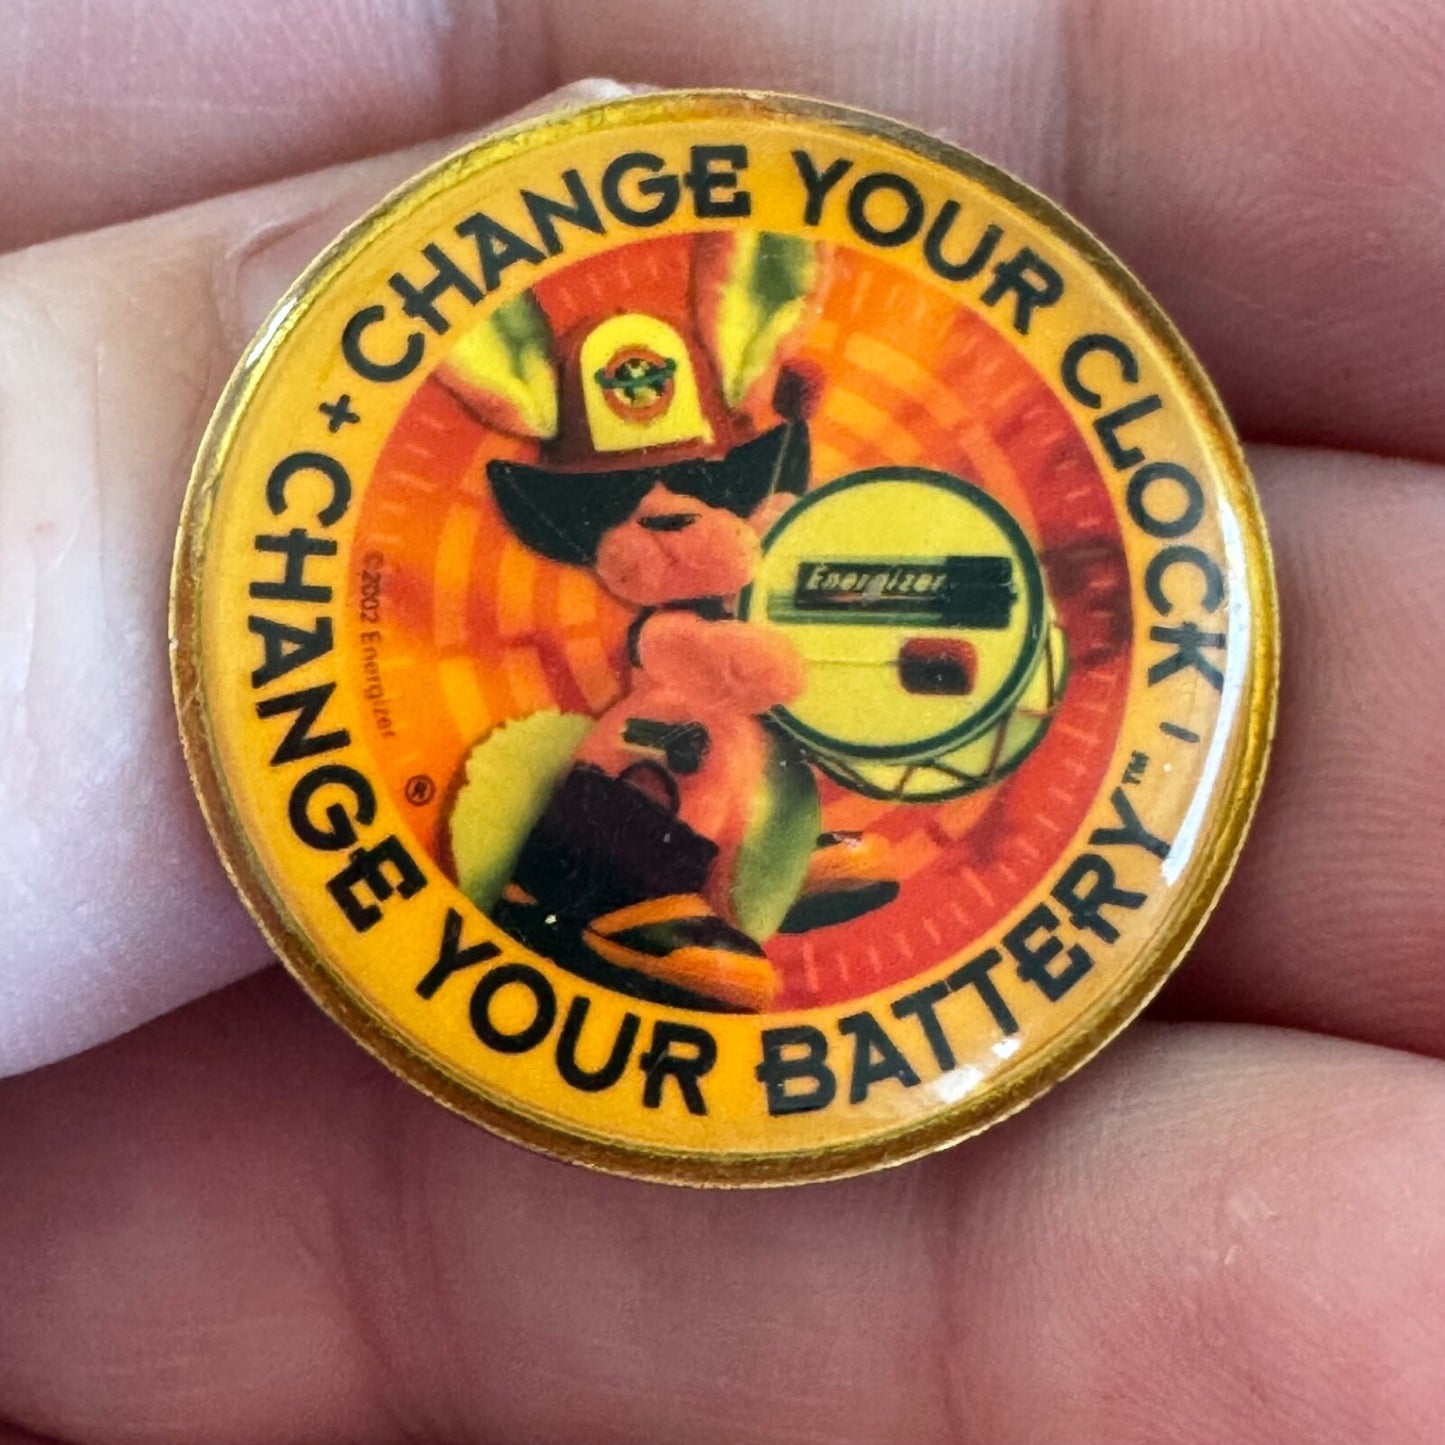 + CHANGE YOUR CLOCK -
CHANGE YOUR BATTERY™
Energizer
©2002 Energizer
®